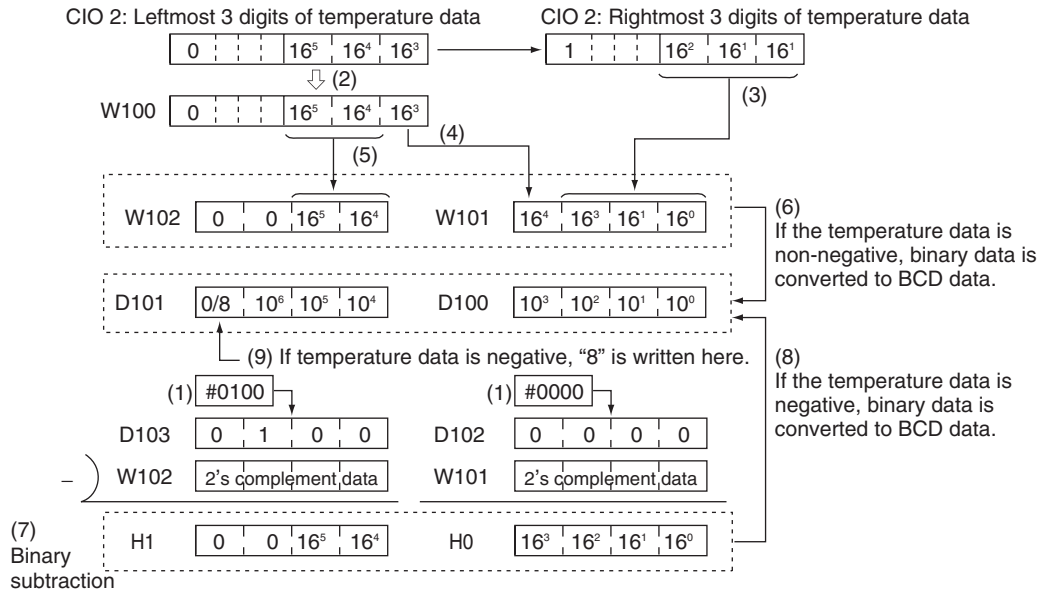 CIO 2: Leftmost 3 digits of temperature data
CIO 2: Rightmost 3 digits of temperature data
0 16⁵ 16⁴ 16³
1 16² 16¹ 16¹
(2)
(3)
W100 0 16⁵ 16⁴ 16³
(4)
(5)
W102 0 0 16⁵ 16⁴
W101 16⁴ 16³ 16¹ 16⁰
(6)
If the temperature data is
non-negative, binary data is
converted to BCD data.
D101 0/8 10⁶ 10⁵ 10⁴
D100 10³ 10² 10¹ 10⁰
(9) If temperature data is negative, “8” is written here.
(8)
If the temperature data is
negative, binary data is
converted to BCD data.
(1) #0100
(1) #0000
D103 0 1 0 0
D102 0 0 0 0
– W102 2's complement data
W101 2's complement data
(7)
Binary
subtraction
H1 0 0 16⁵ 16⁴
H0 16³ 16² 16¹ 16⁰